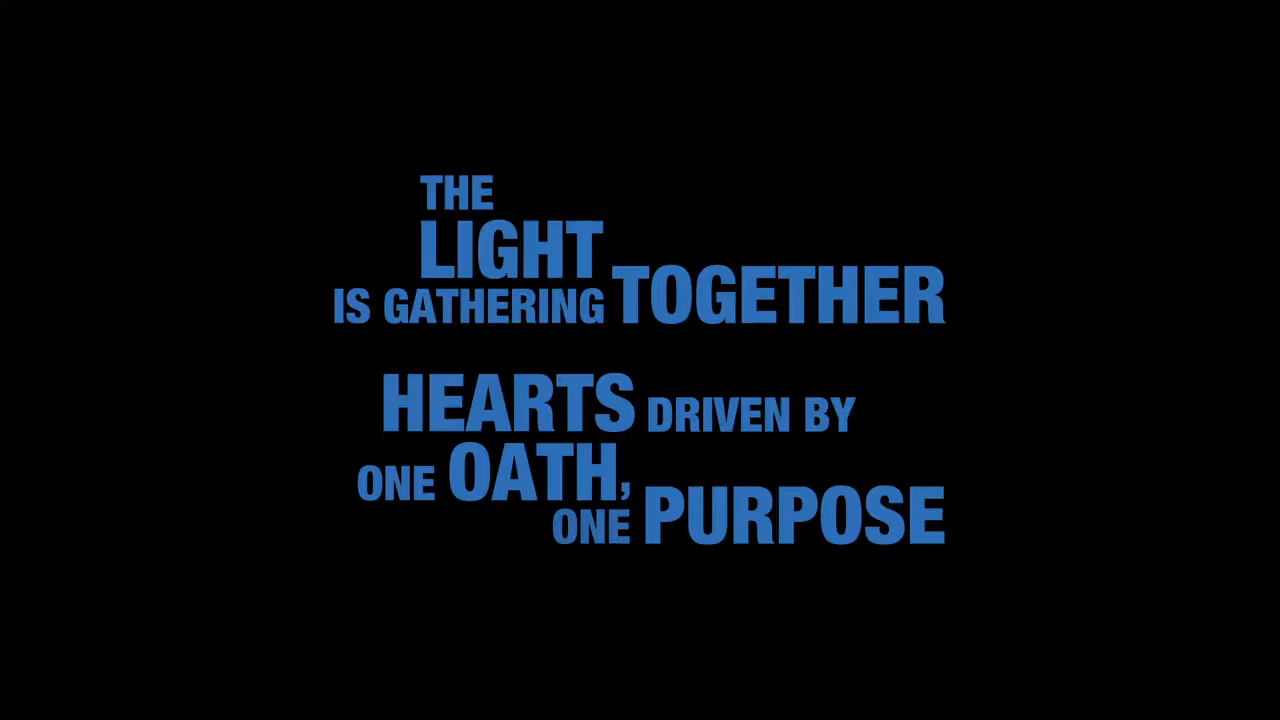 THE
LIGHT
IS GATHERING TOGETHER
HEARTS DRIVEN BY
ONE OATH,
ONE PURPOSE